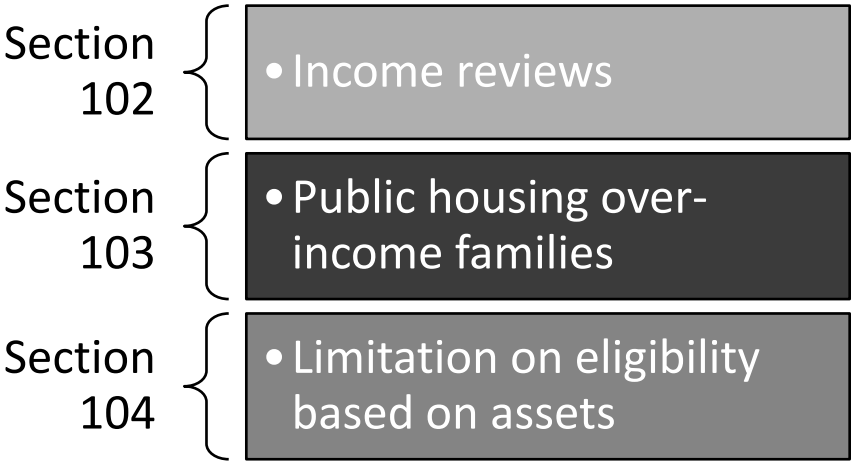 Section
102
• Income reviews
Section
103
• Public housing over-
income families
Section
104
• Limitation on eligibility
based on assets